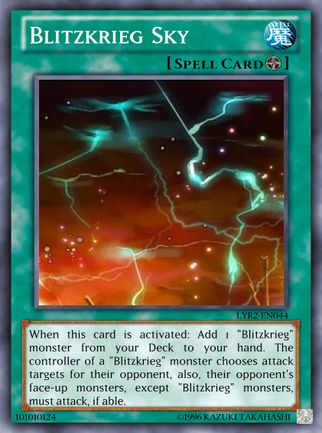 Blitzkrieg Sky
魔
[Spell Card]
LYR2-EN044
When this card is activated: Add 1 "Blitzkrieg"
monster from your Deck to your hand. The
controller of a "Blitzkrieg" monster chooses attack
targets for their opponent, also, their opponent's
face-up monsters, except "Blitzkrieg" monsters,
must attack, if able.
101010124
©1996 KAZUKI TAKAHASHI